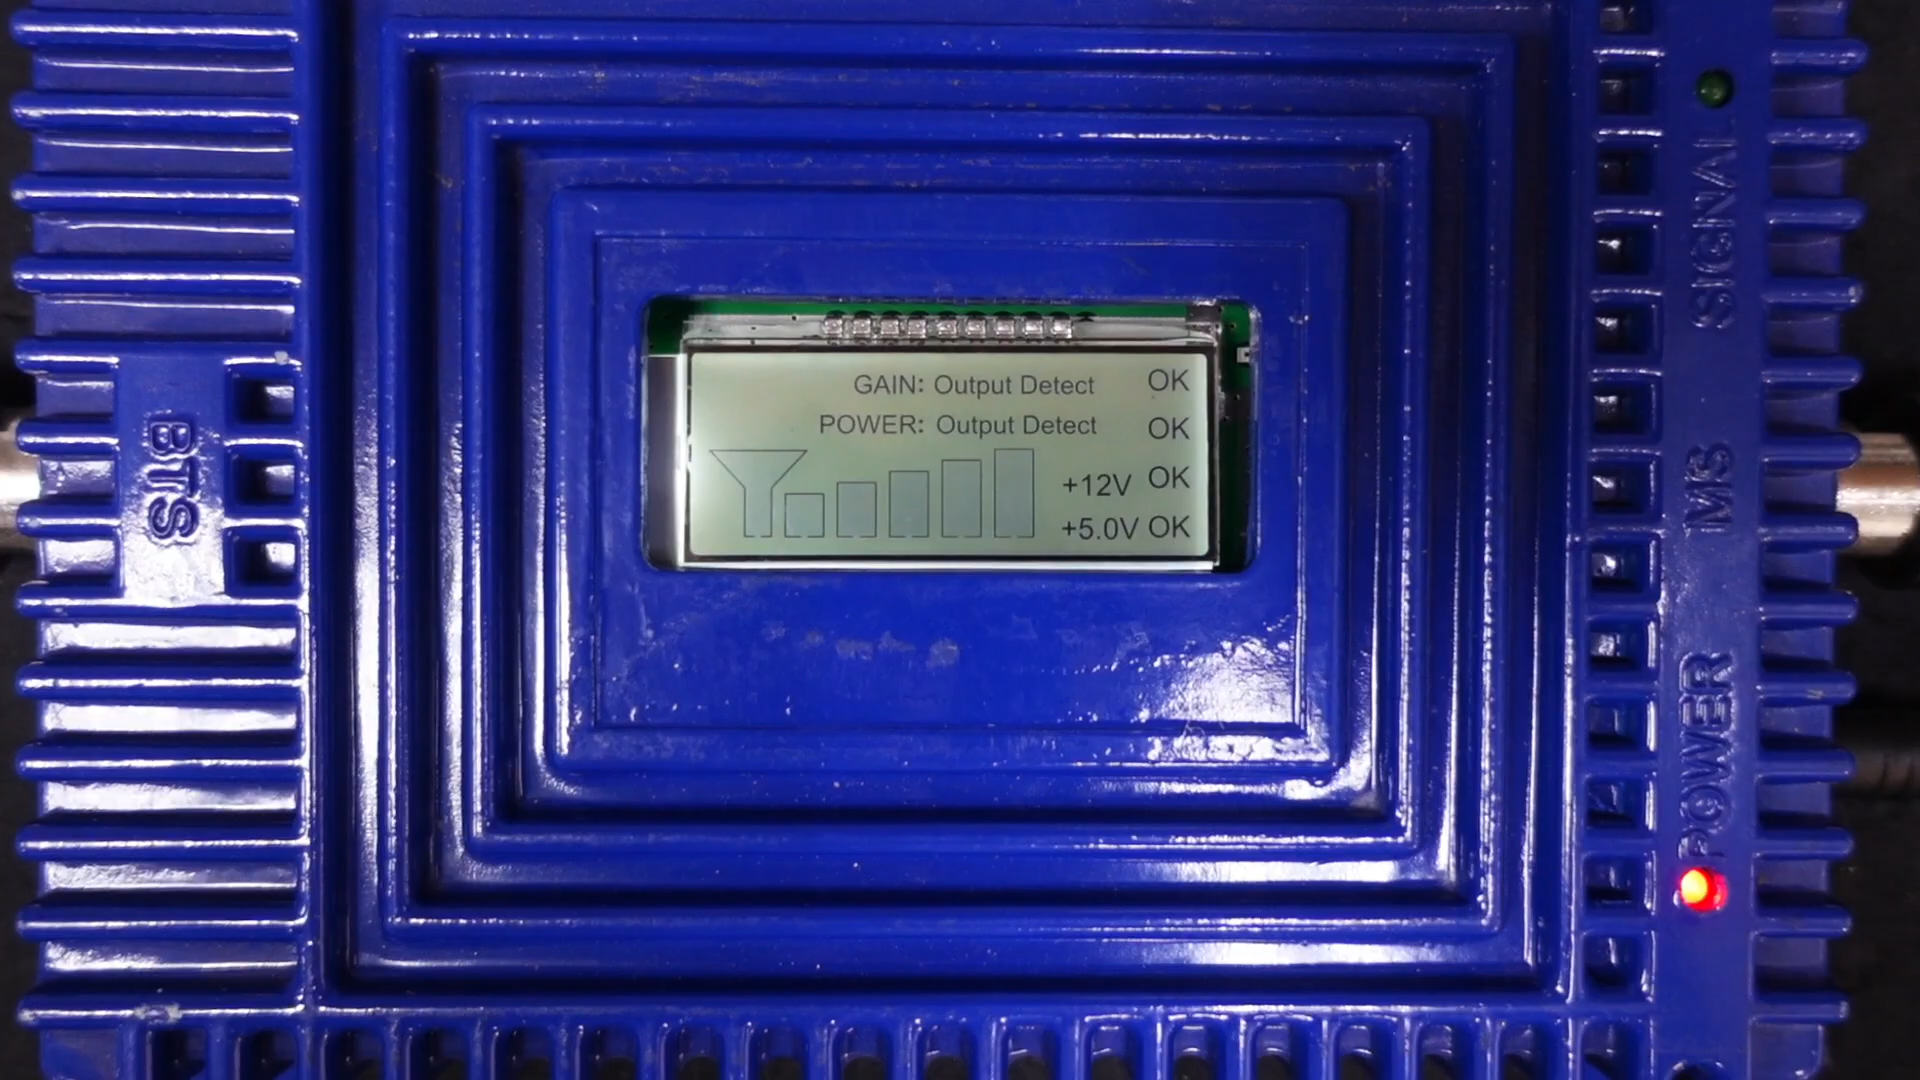 GAIN: Output Detect OK
POWER: Output Detect OK
+12V OK
+5.0V OK
BTS
SIGNAL
MS
POWER